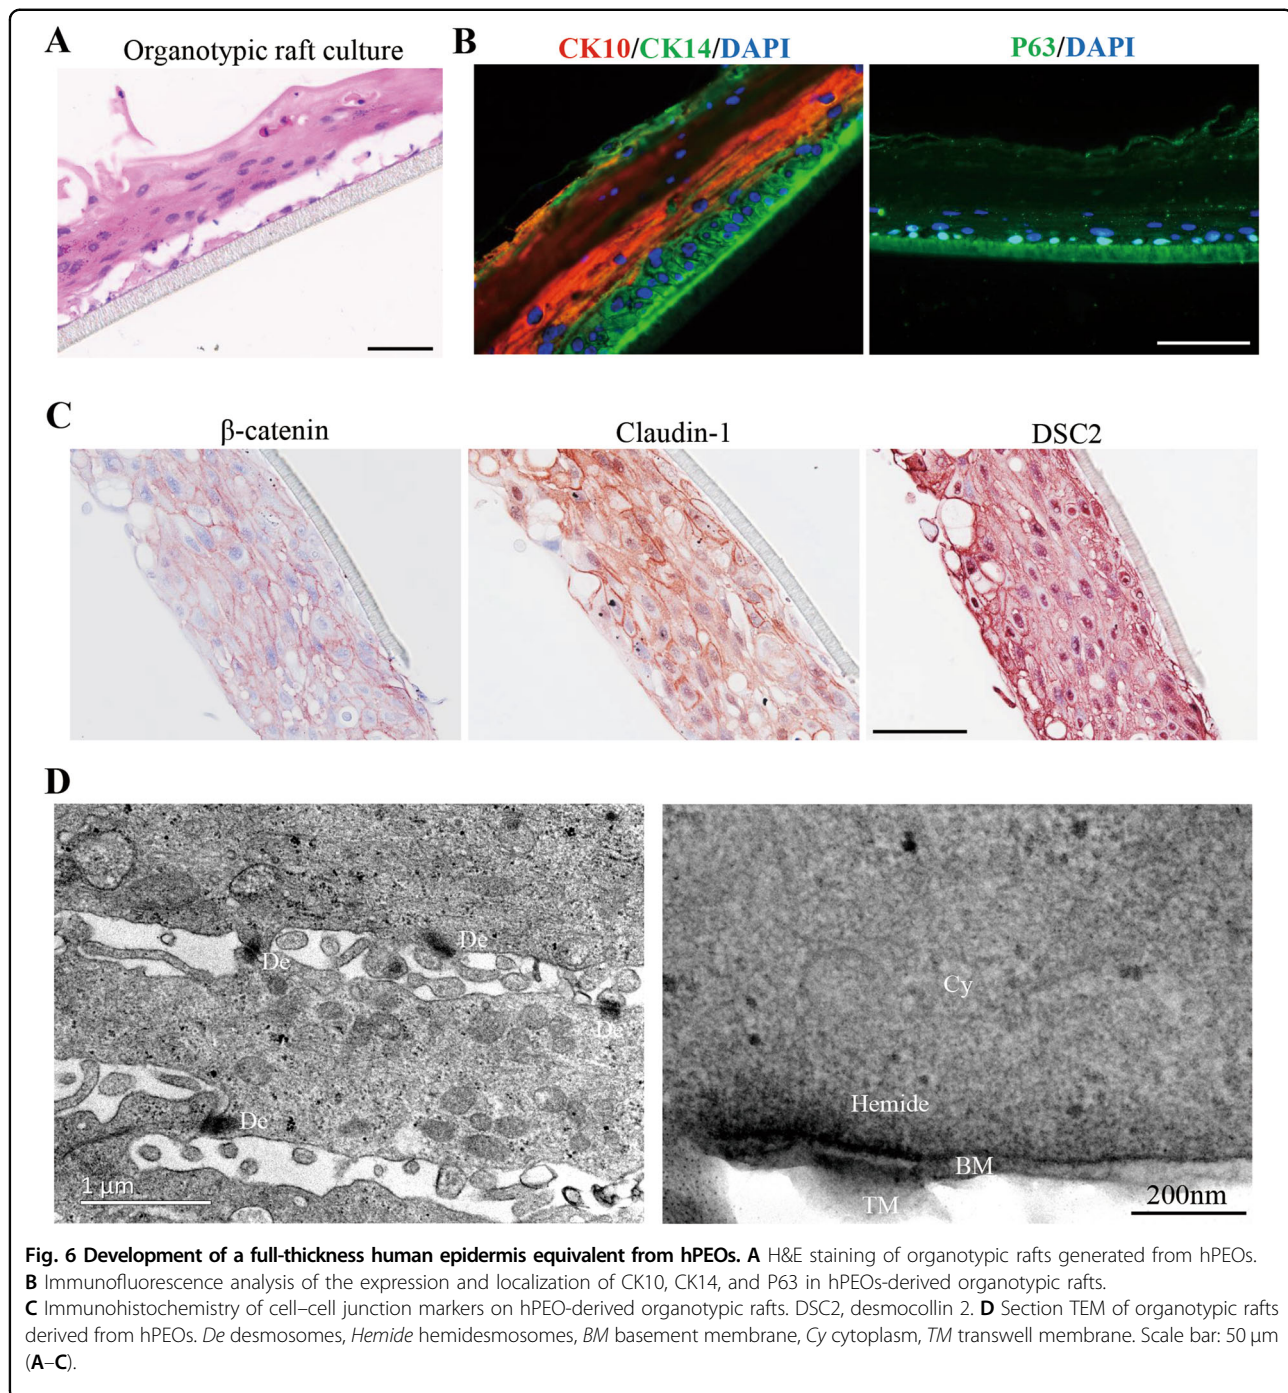 A
Organotypic raft culture
B
CK10/CK14/DAPI
P63/DAPI
C
β-catenin
Claudin-1
DSC2
D
De
De
De
De
1 μm
Cy
Hemide
BM
TM
200nm
Fig. 6 Development of a full-thickness human epidermis equivalent from hPEOs. A H&E staining of organotypic rafts generated from hPEOs.
B Immunofluorescence analysis of the expression and localization of CK10, CK14, and P63 in hPEOs-derived organotypic rafts.
C Immunohistochemistry of cell–cell junction markers on hPEO-derived organotypic rafts. DSC2, desmocollin 2. D Section TEM of organotypic rafts
derived from hPEOs. De desmosomes, Hemide hemidesmosomes, BM basement membrane, Cy cytoplasm, TM transwell membrane. Scale bar: 50 μm
(A–C).